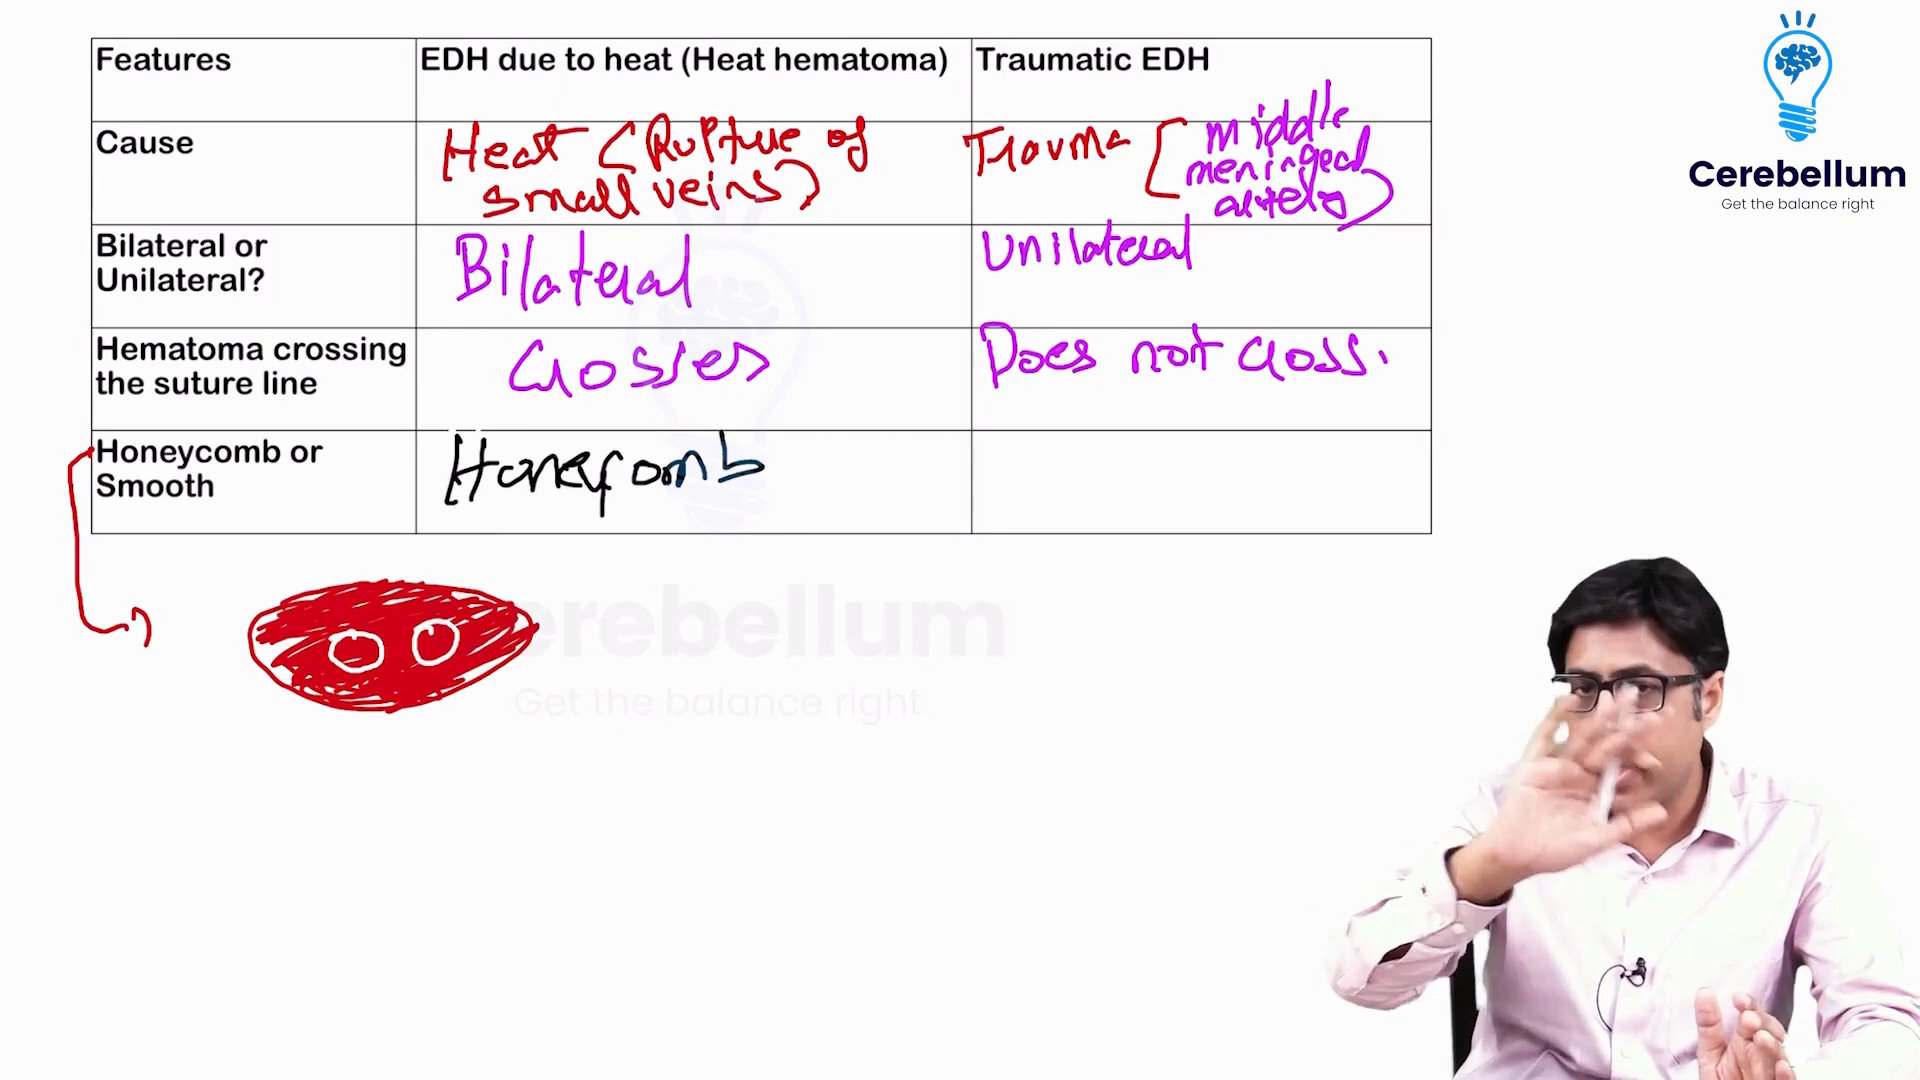 Features
EDH due to heat (Heat hematoma)
Traumatic EDH
Cause
Heat (Rupture of
small veins)
Trauma [middle
meningeal
artery)
Bilateral or
Unilateral?
Bilateral
Unilateral
Hematoma crossing
the suture line
Crosses
Does not cross.
Honeycomb or
Smooth
Honeycomb
Cerebellum
Get the balance right
Cerebellum
Get the balance right